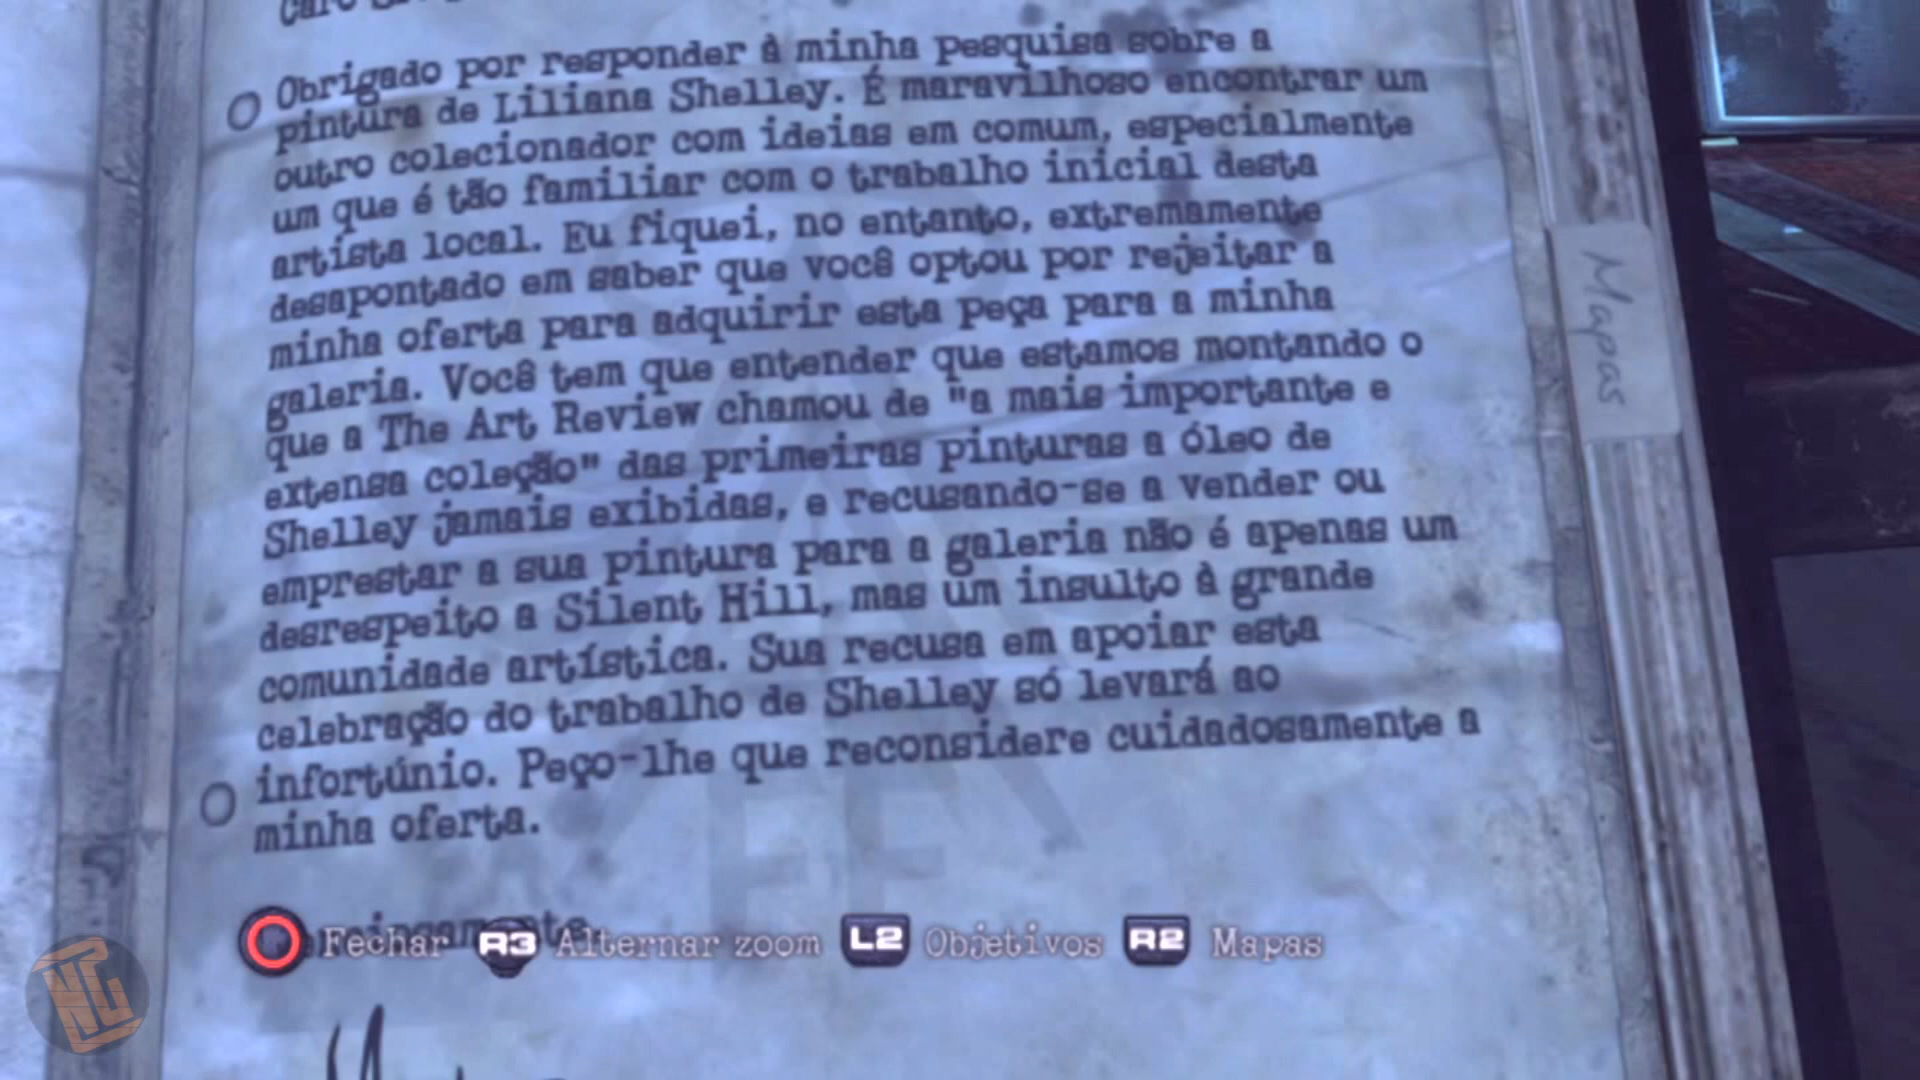 Obrigado por responder à minha pesquisa sobre a
pintura de Liliana Shelley. É maravilhoso encontrar um
outro colecionador com ideias em comum, especialmente
um que é tão familiar com o trabalho inicial desta
artista local. Eu fiquei, no entanto, extremamente
desapontado em saber que você optou por rejeitar a
minha oferta para adquirir esta peça para a minha
galeria. Você tem que entender que estamos montando o
que a The Art Review chamou de "a mais importante e
extensa coleção" das primeiras pinturas a óleo de
Shelley jamais exibidas, e recusando-se a vender ou
emprestar a sua pintura para a galeria não é apenas um
desrespeito a Silent Hill, mas um insulto à grande
comunidade artística. Sua recusa em apoiar esta
celebração do trabalho de Shelley só levará ao
infortúnio. Peço-lhe que reconsidere cuidadosamente a
minha oferta.
Fechar R3 Alternar zoom L2 Objetivos R2 Mapas
Mapas
NG